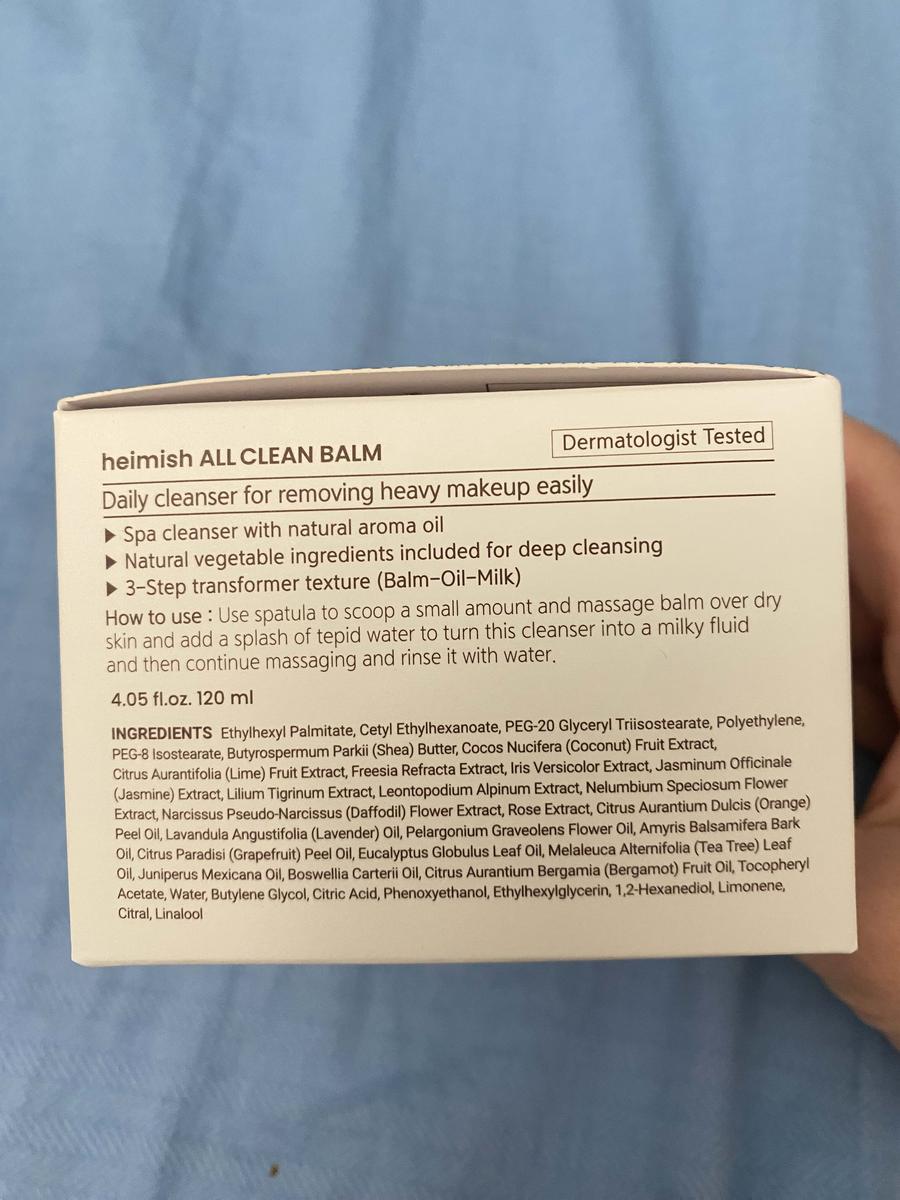 heimish ALL CLEAN BALM
Dermatologist Tested
Daily cleanser for removing heavy makeup easily
▶ Spa cleanser with natural aroma oil
▶ Natural vegetable ingredients included for deep cleansing
▶ 3-Step transformer texture (Balm-Oil-Milk)
How to use : Use spatula to scoop a small amount and massage balm over dry
skin and add a splash of tepid water to turn this cleanser into a milky fluid
and then continue massaging and rinse it with water.
4.05 fl.oz. 120 ml
INGREDIENTS Ethylhexyl Palmitate, Cetyl Ethylhexanoate, PEG-20 Glyceryl Triisostearate, Polyethylene,
PEG-8 Isostearate, Butyrospermum Parkii (Shea) Butter, Cocos Nucifera (Coconut) Fruit Extract,
Citrus Aurantifolia (Lime) Fruit Extract, Freesia Refracta Extract, Iris Versicolor Extract, Jasminum Officinale
(Jasmine) Extract, Lilium Tigrinum Extract, Leontopodium Alpinum Extract, Nelumbium Speciosum Flower
Extract, Narcissus Pseudo-Narcissus (Daffodil) Flower Extract, Rose Extract, Citrus Aurantium Dulcis (Orange)
Peel Oil, Lavandula Angustifolia (Lavender) Oil, Pelargonium Graveolens Flower Oil, Amyris Balsamifera Bark
Oil, Citrus Paradisi (Grapefruit) Peel Oil, Eucalyptus Globulus Leaf Oil, Melaleuca Alternifolia (Tea Tree) Leaf
Oil, Juniperus Mexicana Oil, Boswellia Carterii Oil, Citrus Aurantium Bergamia (Bergamot) Fruit Oil, Tocopheryl
Acetate, Water, Butylene Glycol, Citric Acid, Phenoxyethanol, Ethylhexylglycerin, 1,2-Hexanediol, Limonene,
Citral, Linalool